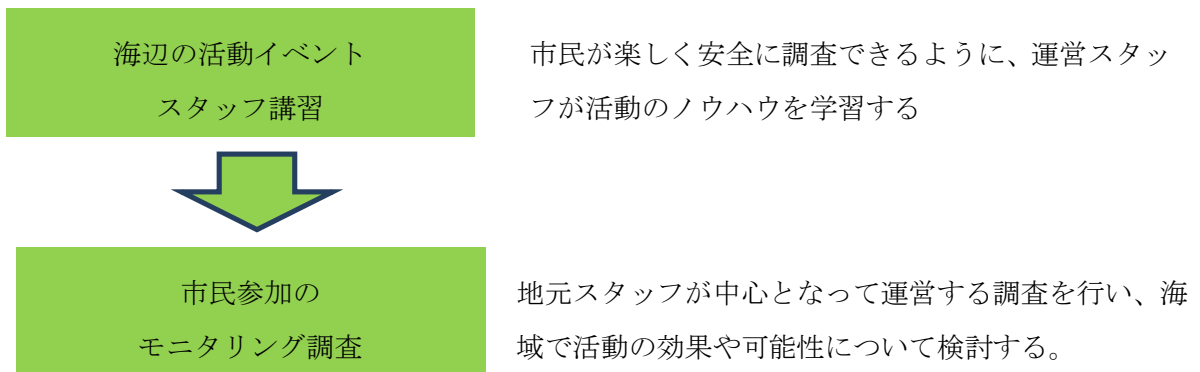 海辺の活動イベント
スタッフ講習
市民が楽しく安全に調査できるように、運営スタッ
フが活動のノウハウを学習する
市民参加の
モニタリング調査
地元スタッフが中心となって運営する調査を行い、海
域で活動の効果や可能性について検討する。